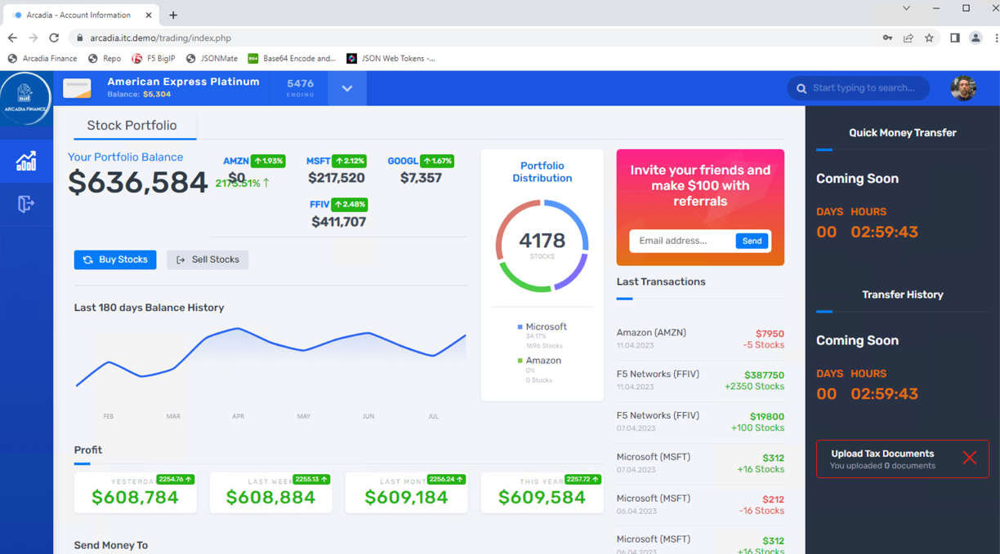 Arcadia - Account Information
arcadia.itc.demo/trading/index.php
Arcadia Finance
Repo
F5 BigIP
JSONMate
Base64 Encode and...
JSON Web Tokens -...
ARCADIA FINANCE
American Express Platinum
Balance: $5,304
5476
ENDING
Start typing to search...
Stock Portfolio
Your Portfolio Balance
$636,584
2175.51%
AMZN 1.93%
$0
MSFT 2.12%
$217,520
GOOGL 1.67%
$7,357
FFIV 2.48%
$411,707
Buy Stocks
Sell Stocks
Last 180 days Balance History
FEB MAR APR MAY JUN JUL
Profit
2254.76
$608,784
LAST WEEK
2255.13
$608,884
2256.24
$609,184
THIS YEAR
2257.72
$609,584
Send Money To
Portfolio
Distribution
4178
STOCKS
Microsoft
34.17%
1696 Stocks
Amazon
0%
0 Stocks
Invite your friends and
make $100 with
referrals
Email address...
Send
Last Transactions
Amazon (AMZN) $7950
11.04.2023 -5 Stocks
F5 Networks (FFIV) $387750
11.04.2023 +2350 Stocks
F5 Networks (FFIV) $19800
07.04.2023 +100 Stocks
Microsoft (MSFT) $312
07.04.2023 +16 Stocks
Microsoft (MSFT) $212
06.04.2023 -16 Stocks
Microsoft (MSFT) $312
06.04.2023 +16 Stocks
Quick Money Transfer
Coming Soon
DAYS HOURS
00 02:59:43
Transfer History
Coming Soon
DAYS HOURS
00 02:59:43
Upload Tax Documents
You uploaded 0 documents